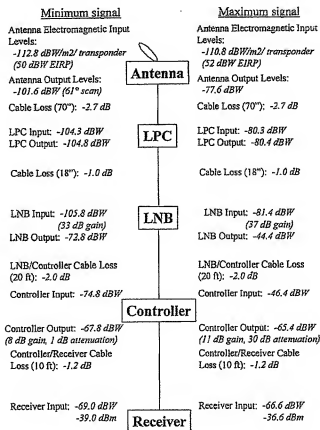 Minimum signal
Maximum signal
Antenna Electromagnetic Input
Levels:
-112.8 dBW/m2/ transponder
(50 dBW EIRP)
Antenna Output Levels:
-101.6 dBW (61° scan)
Cable Loss (70"): -2.7 dB
Antenna Electromagnetic Input
Levels:
-110.8 dBW/m2/ transponder
(52 dBW EIRP)
Antenna Output Levels:
-77.6 dBW
Cable Loss (70"): -2.7 dB
Antenna
LPC Input: -104.3 dBW
LPC Output: -104.8 dBW
LPC
LPC Input: -80.3 dBW
LPC Output: -80.4 dBW
Cable Loss (18"): -1.0 dB
Cable Loss (18"): -1.0 dB
LNB Input: -105.8 dBW
(33 dB gain)
LNB Output: -72.8 dBW
LNB
LNB Input: -81.4 dBW
(37 dB gain)
LNB Output: -44.4 dBW
LNB/Controller Cable Loss
(20 ft): -2.0 dB
LNB/Controller Cable Loss
(20 ft): -2.0 dB
Controller Input: -74.8 dBW
Controller Input: -46.4 dBW
Controller
Controller Output: -67.8 dBW
(8 dB gain, 1 dB attenuation)
Controller/Receiver Cable
Loss (10 ft): -1.2 dB
Controller Output: -65.4 dBW
(11 dB gain, 30 dB attenuation)
Controller/Receiver Cable
Loss (10 ft): -1.2 dB
Receiver Input: -69.0 dBW
-39.0 dBm
Receiver Input: -66.6 dBW
-36.6 dBm
Receiver